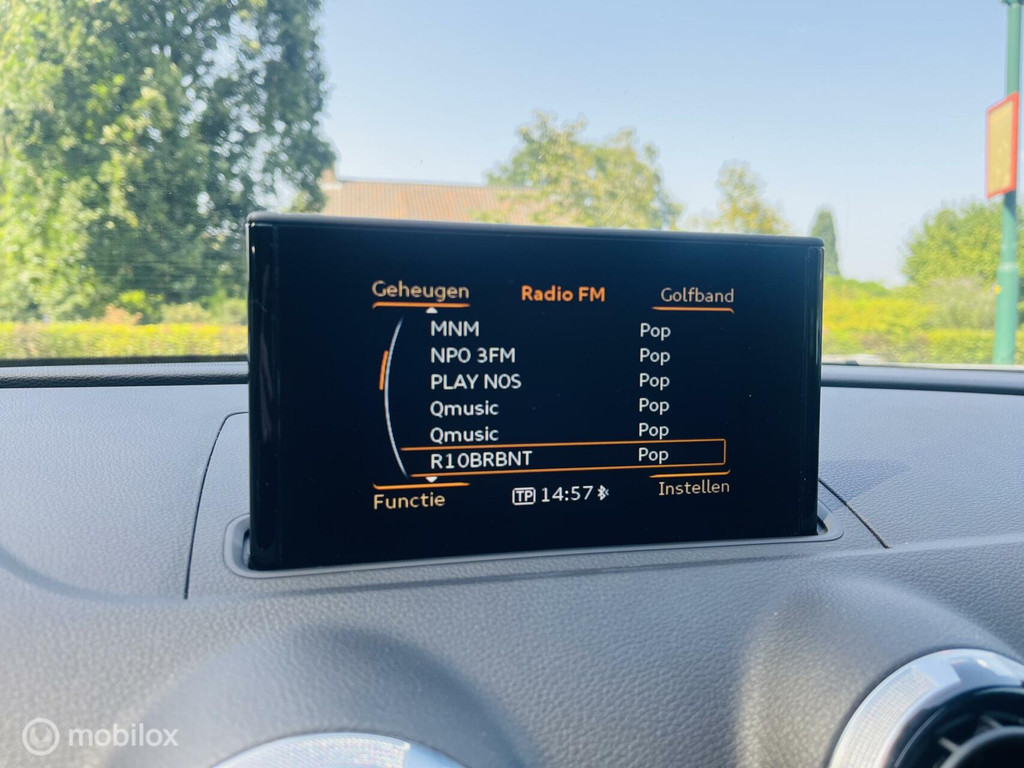 Geheugen Radio FM Golfband
MNM Pop
NPO 3FM Pop
PLAY NOS Pop
Qmusic Pop
Qmusic Pop
R10BRBNT Pop
Functie TP 14:57 Instellen
mobilox